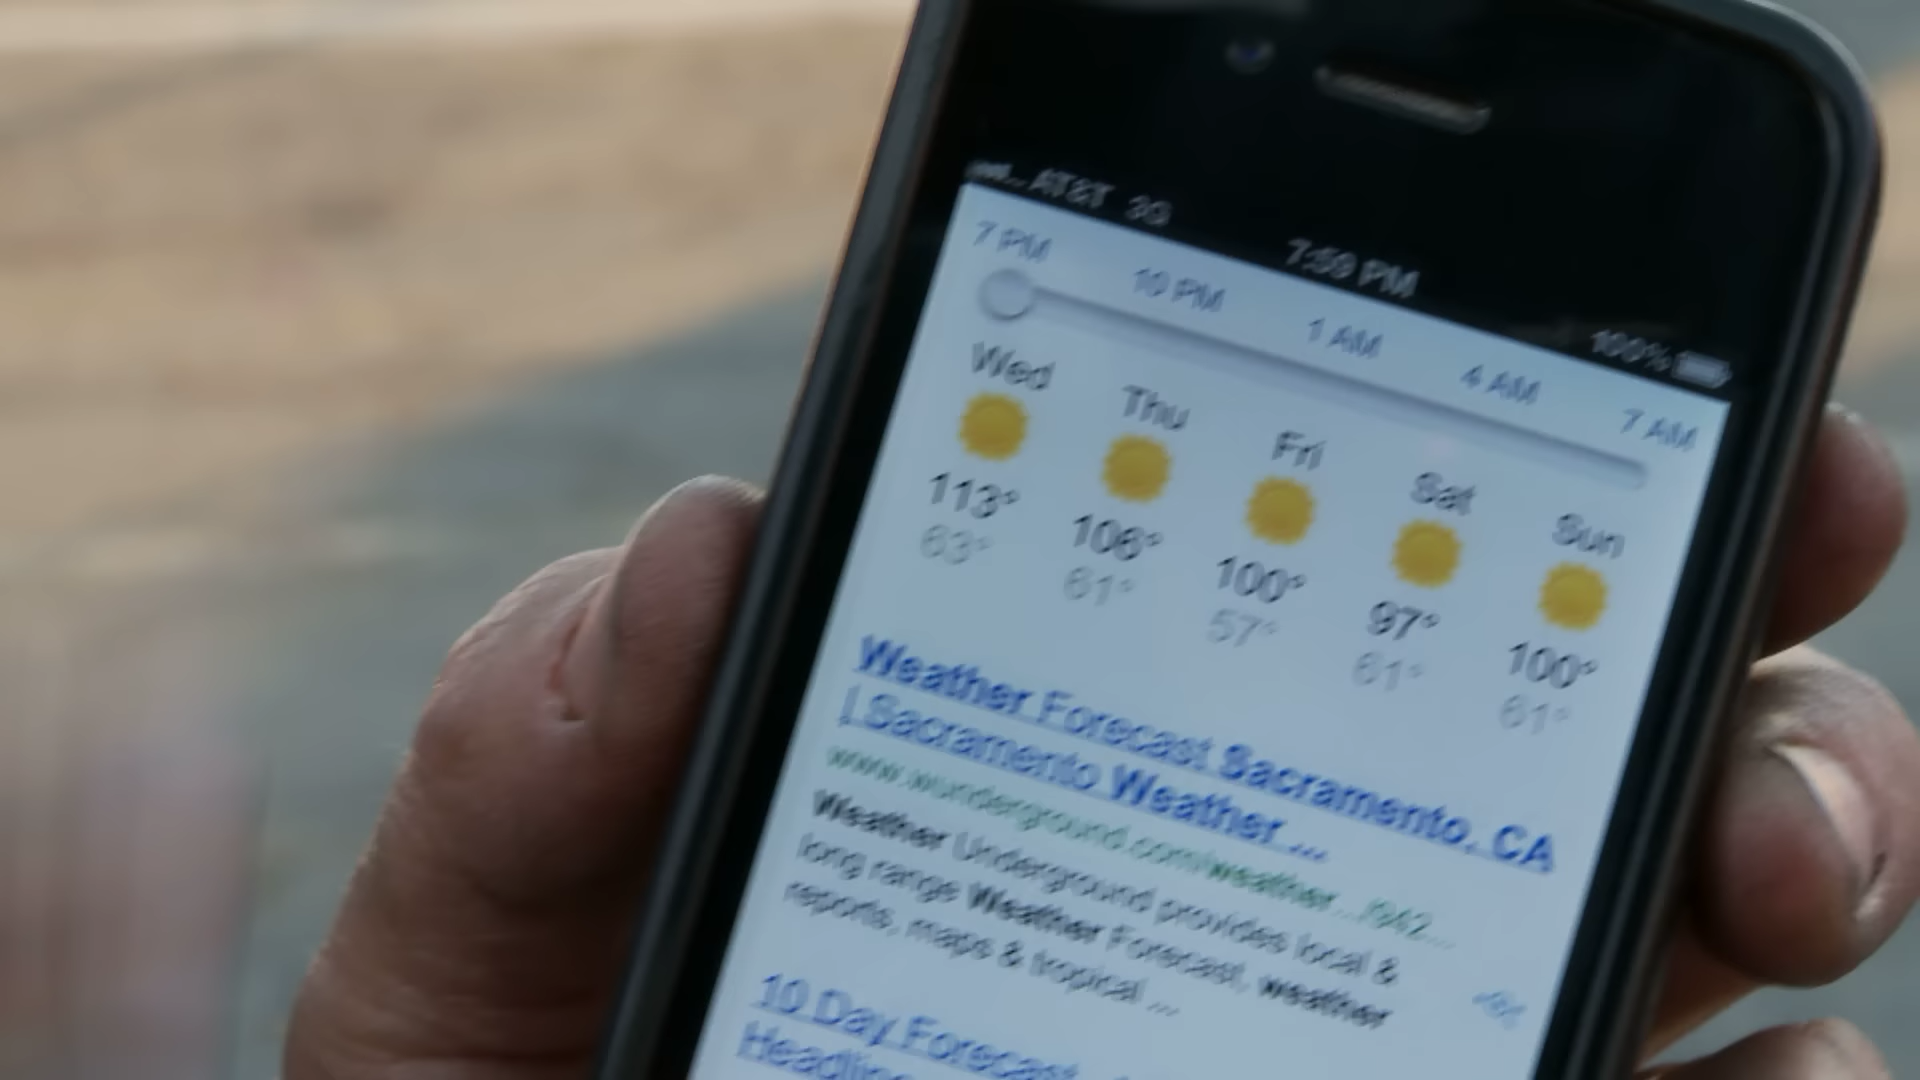 AT&T 3G
7:59 PM
100%
7 PM 10 PM 1 AM 4 AM 7 AM
Wed Thu Fri Sat Sun
113° 106° 100° 97° 100°
63° 61° 57° 61° 61°
Weather Forecast Sacramento, CA
| Sacramento Weather ...
www.wunderground.com/weather.../942...
Weather Underground provides local &
long range Weather Forecast, weather
reports, maps & tropical ...
10 Day Forecast